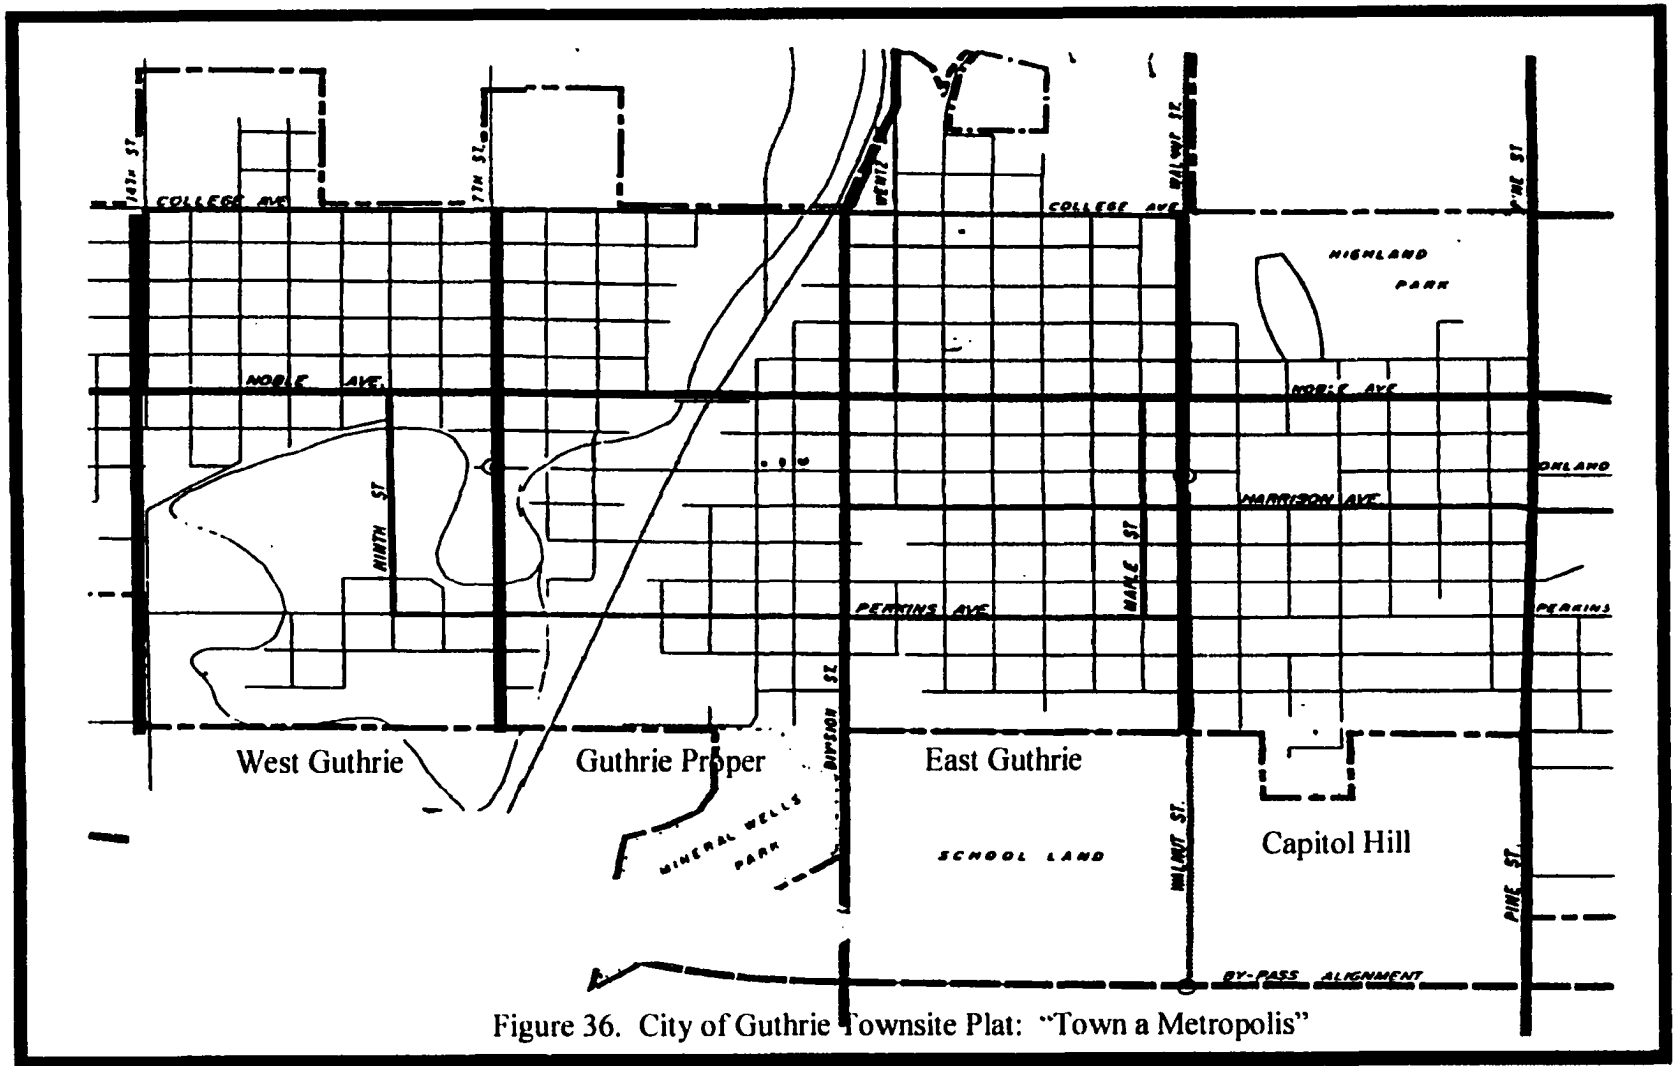 14TH ST.
7TH ST.
WENTZ
WALNUT ST.
PINE ST
COLLEGE AVE
COLLEGE AVE
HIGHLAND
PARK
NOBLE AVE.
NOBLE AVE
OKLAND
HARRISON AVE.
NINTH ST
MAPLE ST
PERKINS AVE
PERKINS
DIVISION ST.
West Guthrie
Guthrie Proper
East Guthrie
MINERAL WELLS
PARK
SCHOOL LAND
WALNUT ST.
Capitol Hill
PINE ST.
BY-PASS ALIGNMENT
Figure 36. City of Guthrie Townsite Plat: "Town a Metropolis"